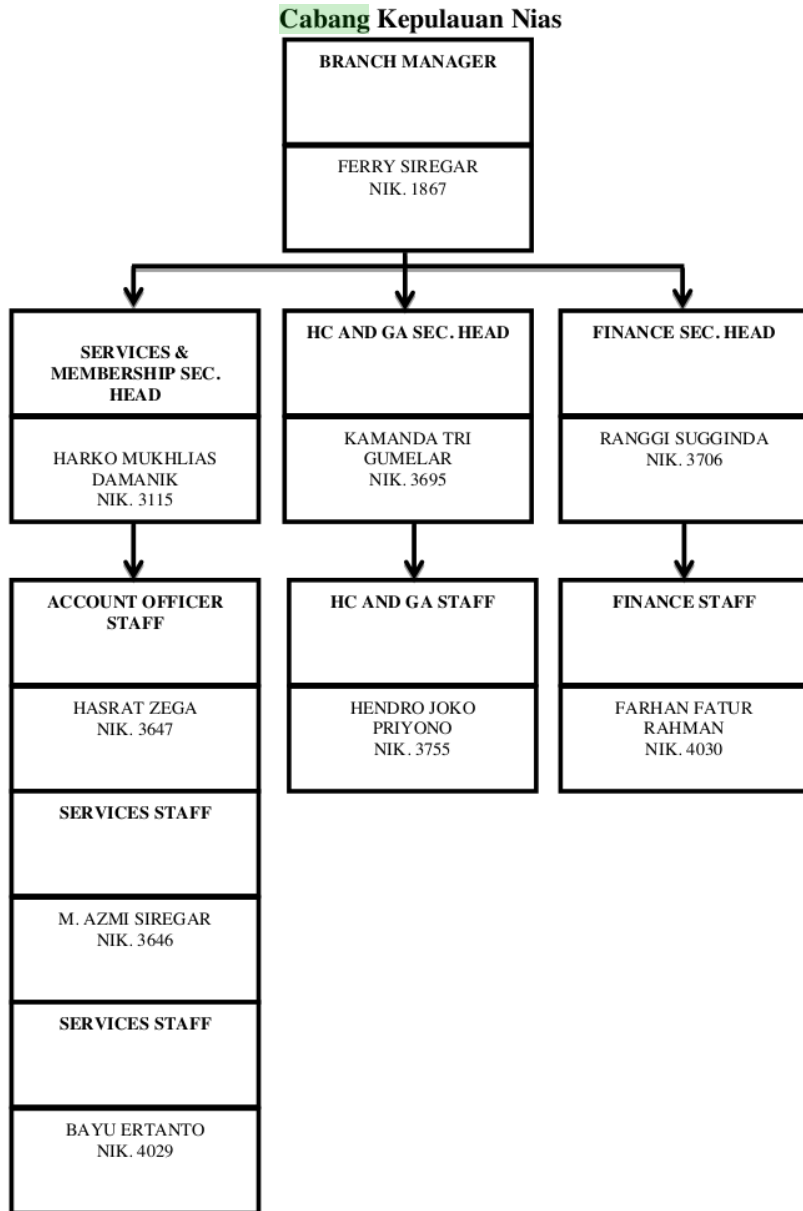 Cabang Kepulauan Nias
BRANCH MANAGER
FERRY SIREGAR
NIK. 1867
SERVICES &
MEMBERSHIP SEC.
HEAD
HARKO MUKHLIAS
DAMANIK
NIK. 3115
HC AND GA SEC. HEAD
KAMANDA TRI
GUMELAR
NIK. 3695
FINANCE SEC. HEAD
RANGGI SUGGINDA
NIK. 3706
ACCOUNT OFFICER
STAFF
HASRAT ZEGA
NIK. 3647
SERVICES STAFF
M. AZMI SIREGAR
NIK. 3646
SERVICES STAFF
BAYU ERTANTO
NIK. 4029
HC AND GA STAFF
HENDRO JOKO
PRIYONO
NIK. 3755
FINANCE STAFF
FARHAN FATUR
RAHMAN
NIK. 4030